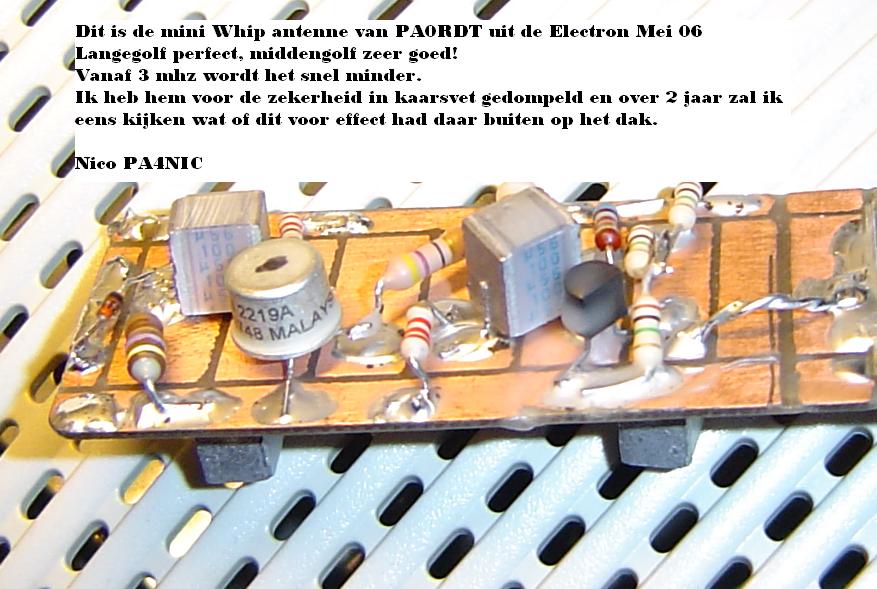 Dit is de mini Whip antenne van PA0RDT uit de Electron Mei 06
Langegolf perfect, middengolf zeer goed!
Vanaf 3 mhz wordt het snel minder.
Ik heb hem voor de zekerheid in kaarsvet gedompeld en over 2 jaar zal ik
eens kijken wat of dit voor effect had daar buiten op het dak.
Nico PA4NIC
2219A
MALAYS